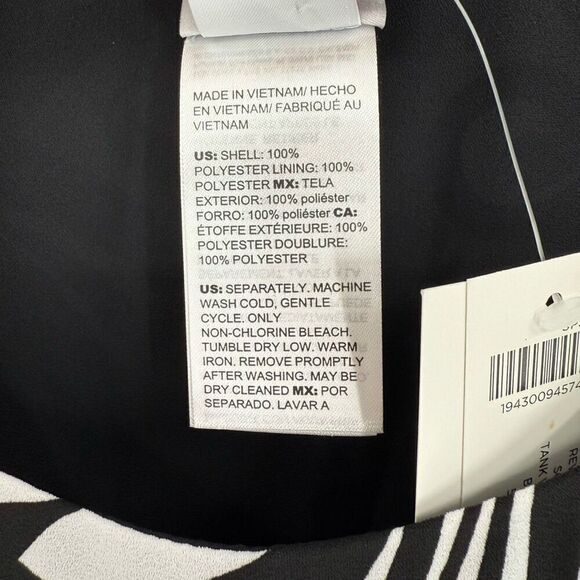 MADE IN VIETNAM/ HECHO
EN VIETNAM/ FABRIQUÉ AU
VIETNAM
US: SHELL: 100%
POLYESTER LINING: 100%
POLYESTER MX: TELA
EXTERIOR: 100% poliéster
FORRO: 100% poliéster CA:
ÉTOFFE EXTÉRIEURE: 100%
POLYESTER DOUBLURE:
100% POLYESTER
US: SEPARATELY. MACHINE
WASH COLD, GENTLE
CYCLE. ONLY
NON-CHLORINE BLEACH.
TUMBLE DRY LOW. WARM
IRON. REMOVE PROMPTLY
AFTER WASHING. MAY BE
DRY CLEANED MX: POR
SEPARADO. LAVAR A
1943009457
TANK